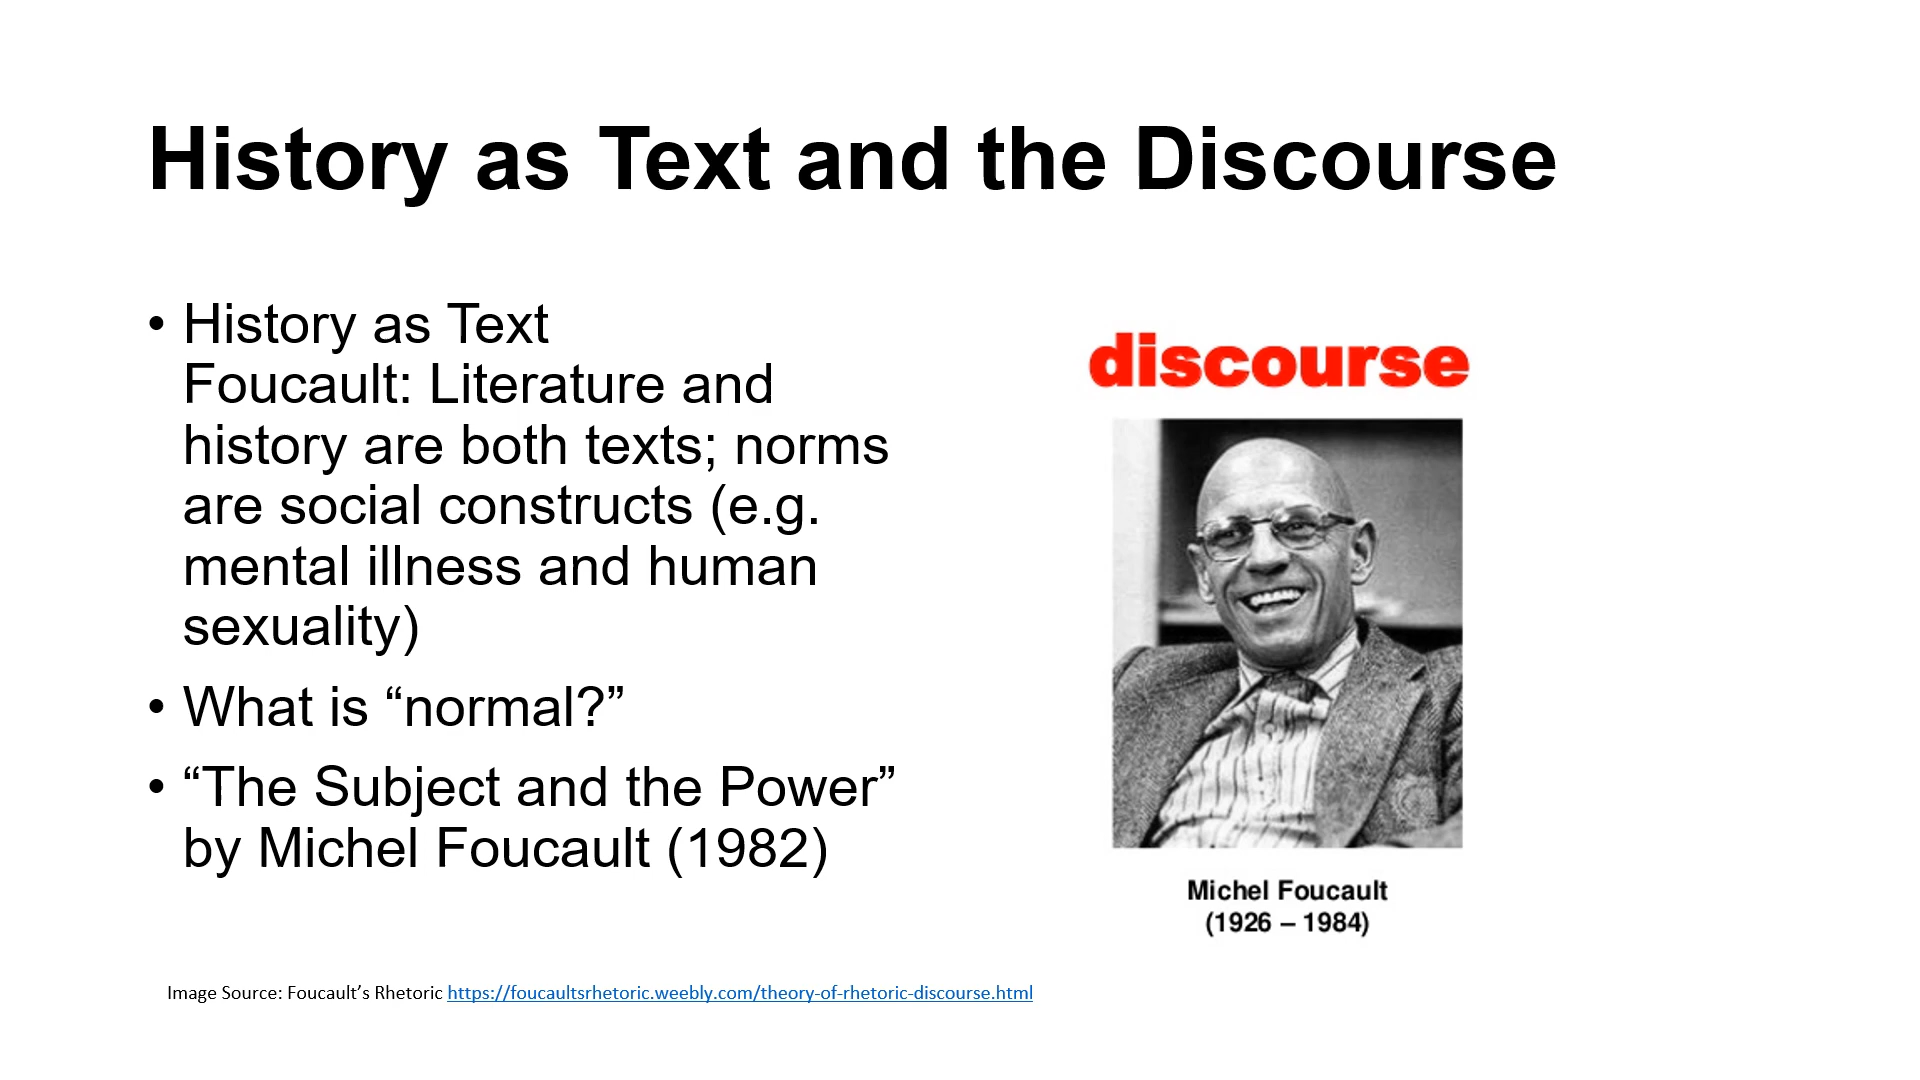 History as Text and the Discourse
• History as Text
Foucault: Literature and
history are both texts; norms
are social constructs (e.g.
mental illness and human
sexuality)
• What is “normal?”
• “The Subject and the Power”
by Michel Foucault (1982)
discourse
Michel Foucault
(1926 – 1984)
Image Source: Foucault’s Rhetoric https://foucaultsrhetoric.weebly.com/theory-of-rhetoric-discourse.html